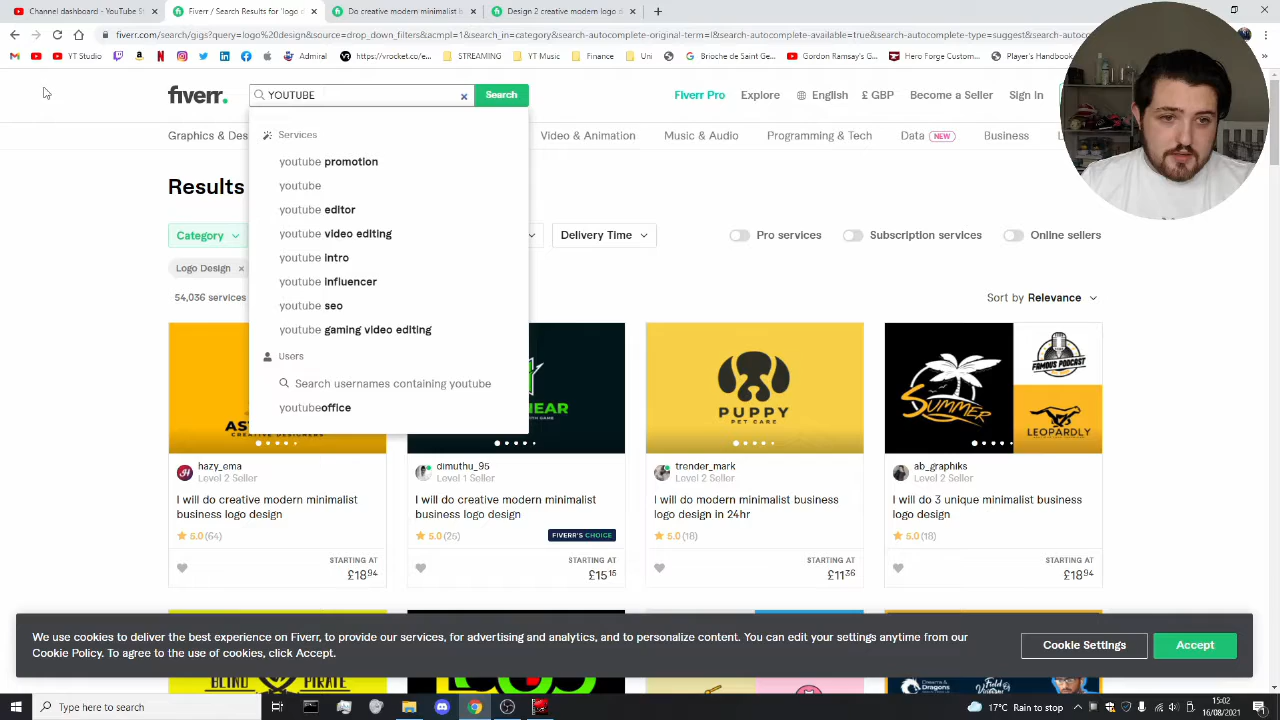 Channel dashboard - YouTube S
Fiverr / Search Results for 'logo d
Do creative modern minimalist b
Design 2 creative modern logo d
fiverr.com/search/gigs?query=logo%20design&source=drop_down_filters&acmpl=1&search_in=category&search-autocomplete-original-term=0&search-autocomplete-available=true&search-autocomplete-type=suggest&
YT Studio
Apps
Admiral
https://vrocket.co/e...
STREAMING
YT Music
Finance
Uni
G Brioche de Saint Ge...
Gordon Ramsay's...
Hero Forge Custom...
Player's Handbook
fiverr.
YOUTUBE
Search
Fiverr Pro
Explore
English
£ GBP
Become a Seller
Sign In
Graphics & Des
Video & Animation
Music & Audio
Programming & Tech
Data NEW
Business
Services
youtube promotion
youtube
youtube editor
youtube video editing
youtube intro
youtube influencer
youtube seo
youtube gaming video editing
Users
Search usernames containing youtube
youtubeoffice
Results
Category
Delivery Time
Pro services
Subscription services
Online sellers
Logo Design
54,036 services
Sort by Relevance
PUPPY
PET CARE
SUMMER
FAMOUS PODCAST
LEOPARDLY
hazy_ema
Level 2 Seller
I will do creative modern minimalist
business logo design
5.0 (64)
STARTING AT
£18.94
dimuthu_95
Level 1 Seller
I will do creative modern minimalist
business logo design
5.0 (25)
FIVERR'S CHOICE
STARTING AT
£15.15
trender_mark
Level 2 Seller
I will do modern minimalist business
logo design in 24hr
5.0 (18)
STARTING AT
£11.36
ab_graphiks
Level 2 Seller
I will do 3 unique minimalist business
logo design
5.0 (18)
STARTING AT
£18.94
We use cookies to deliver the best experience on Fiverr, to provide our services, for advertising and analytics, and to personalize content. You can edit your settings anytime from our
Cookie Policy. To agree to the use of cookies, click Accept.
Cookie Settings
Accept
BLIND PIRATE
Type here to search
17°C Rain soon
15:02
16/08/2021